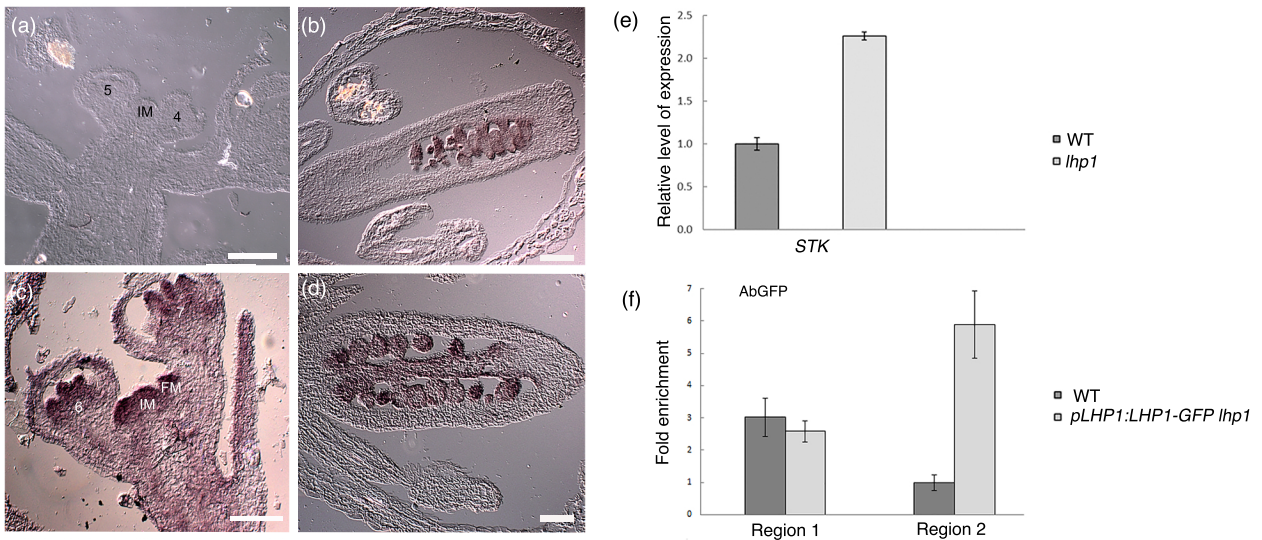 (a)
5
IM
4
(b)
(c)
7
6
FM
IM
(d)
(e)
Relative level of expression
2.5
2.0
1.5
1.0
0.5
0.0
STK
WT
lhp1
(f)
AbGFP
Fold enrichment
7
6
5
4
3
2
1
0
Region 1 Region 2
WT
pLHP1:LHP1-GFP lhp1